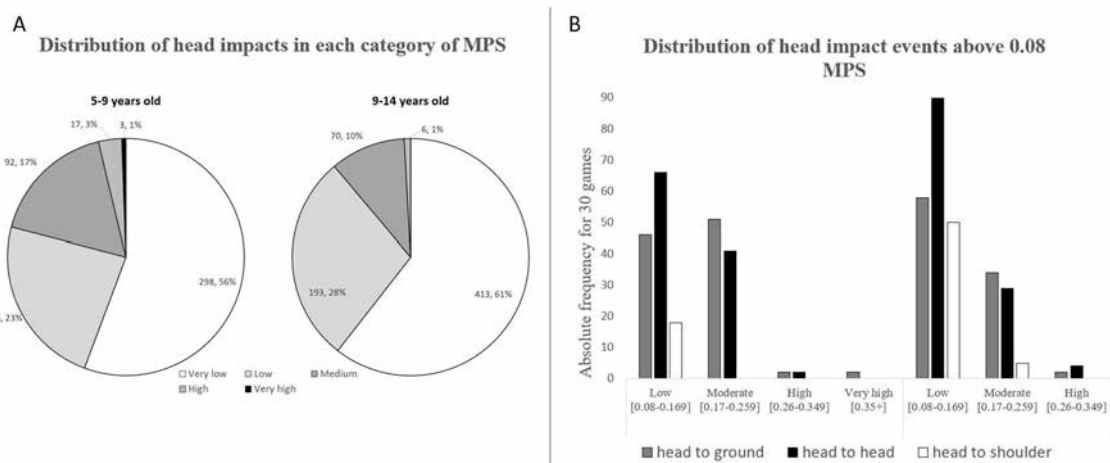 A
Distribution of head impacts in each category of MPS
5-9 years old
9-14 years old
17, 3%
3, 1%
92, 17%
298, 56%
23%
70, 10%
6, 1%
193, 28%
413, 61%
Very low
Low
Medium
High
Very high
B
Distribution of head impact events above 0.08
MPS
Absolute frequency for 30 games
90
80
70
60
50
40
30
20
10
0
Low
[0.08-0.169]
Moderate
[0.17-0.259]
High
[0.26-0.349]
Very high
[0.35+]
Low
[0.08-0.169]
Moderate
[0.17-0.259]
High
[0.26-0.349]
head to ground
head to head
head to shoulder